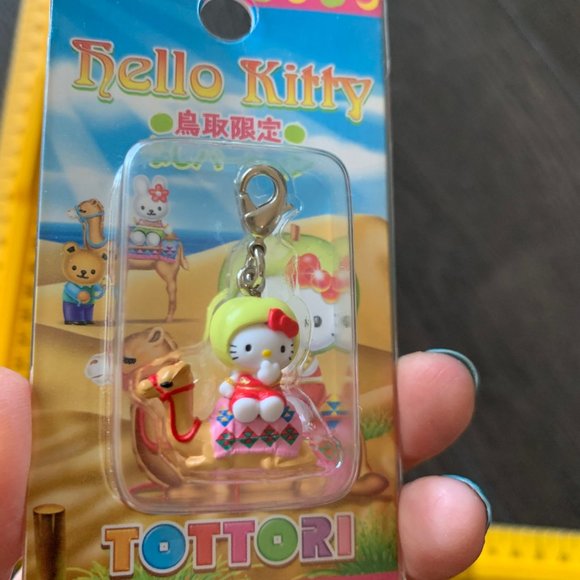 Hello Kitty
●鳥取限定●
TOTTORI